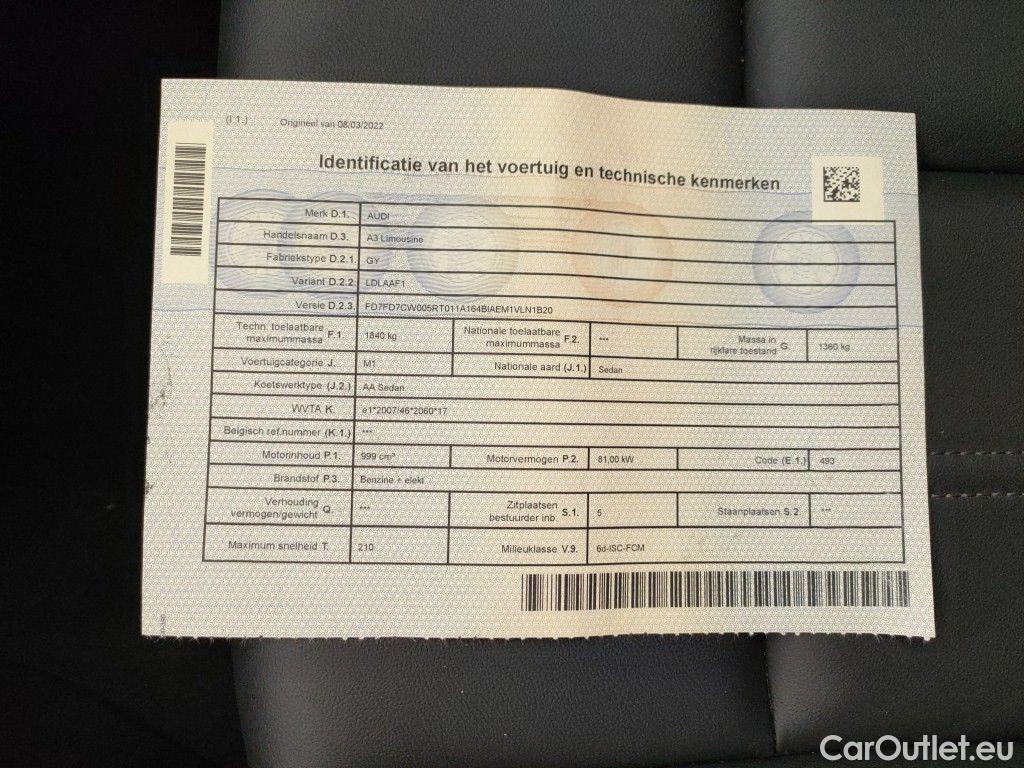 (I.1.) Origineel van 08/03/2022
Identificatie van het voertuig en technische kenmerken
Merk D.1. AUDI
Handelsnaam D.3. A3 Limousine
Fabriekstype D.2.1. GY
Variant D.2.2. LDLAAF1
Versie D.2.3. FD7FD7CW005RT011A164BIAEM1VLN1B20
Techn. toelaatbare maximummassa F.1. 1840 kg Nationale toelaatbare maximummassa F.2. *** Massa in rijklare toestand G. 1360 kg
Voertuigcategorie J. M1 Nationale aard (J.1.) Sedan
Koetswerktype (J.2.) AA Sedan
WVTA K. e1*2007/46*2060*17
Belgisch ref.nummer (K.1.) ***
Motorinhoud P.1. 999 cm³ Motorvermogen P.2. 81,00 kW Code (E.1.) 493
Brandstof P.3. Benzine + elekt
Verhouding vermogen/gewicht Q. *** Zitplaatsen bestuurder inb. S.1. 5 Staanplaatsen S.2. ***
Maximum snelheid T. 210 Milieuklasse V.9. 6d-ISC-FCM
CarOutlet.eu